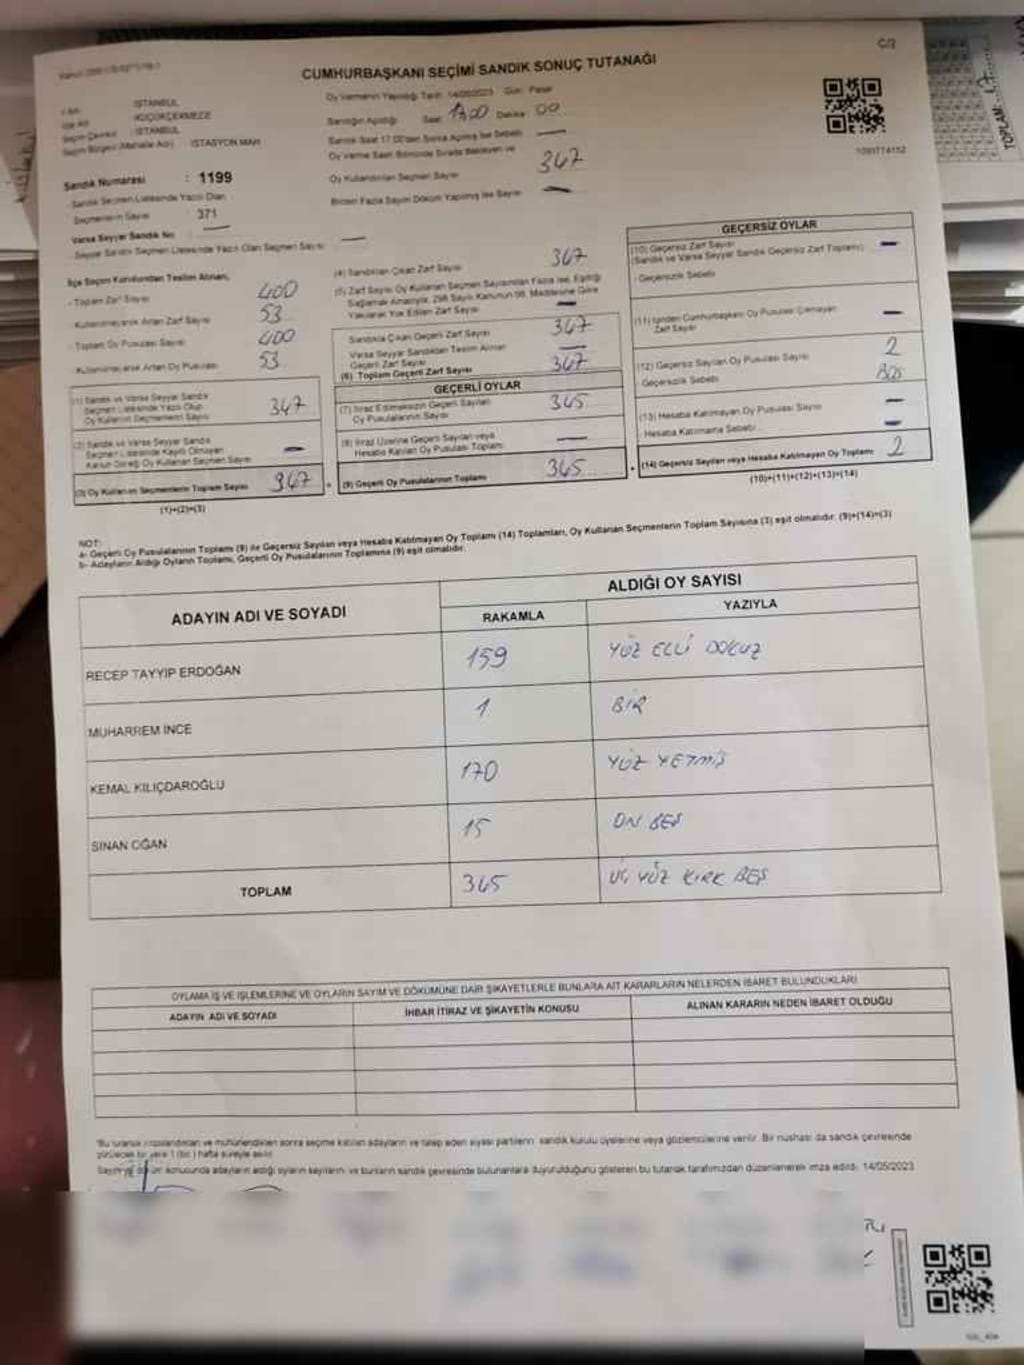 C/2
CUMHURBAŞKANI SEÇİMİ SANDIK SONUÇ TUTANAĞI
İSTANBUL
KÜÇÜKÇEKMECE
İSTANBUL
Seçim Bölgesi (Mahalle Adı) : İSTASYON MAH
Oy Vermenin Yapıldığı Tarih 14/05/2023 Gün: Pazar
Sandığın Açıldığı Saat 1700 Dakika 00
Sandık Saat 17.00'den Sonra Açılmış İse Sebebi —
Oy Verme Saati Bitiminde Sırada Bekleyen ve
Oy Kullandırılan Seçmen Sayısı 347
Birden Fazla Sayım Döküm Yapılmış İse Sayısı —
1093774152
Sandık Numarası : 1199
Sandık Seçmen Listesinde Yazılı Olan
Seçmenlerin Sayısı : 371
Varsa Seyyar Sandık No : —
Seyyar Sandık Seçmen Listesinde Yazılı Olan Seçmen Sayısı —
İlçe Seçim Kurulundan Teslim Alınan,
- Toplam Zarf Sayısı 400
- Kullanılmayarak Artan Zarf Sayısı 53
- Toplam Oy Pusulası Sayısı 400
- Kullanılmayarak Artan Oy Pusulası 53
(1) Sandık ve Varsa Seyyar Sandık
Seçmen Listesinde Yazılı Olup
Oy Kullanan Seçmenlerin Sayısı 347
(2) Sandık ve Varsa Seyyar Sandık
Seçmen Listesinde Kayıtlı Olmayan
Kanun Gereği Oy Kullanan Seçmen Sayısı —
(3) Oy Kullanan Seçmenlerin Toplam Sayısı 347
(1)+(2)=(3)
(4) Sandıktan Çıkan Zarf Sayısı 347
(5) Zarf Sayısı Oy Kullanan Seçmen Sayısından Fazla ise, Eşitliği
Sağlamak Amacıyla, 298 Sayılı Kanunun 98. Maddesine Göre
Yakılarak Yok Edilen Zarf Sayısı —
Sandıkta Çıkan Geçerli Zarf Sayısı 347
Varsa Seyyar Sandıktan Teslim Alınan
Geçerli Zarf Sayısı —
(6) Toplam Geçerli Zarf Sayısı 347
GEÇERLİ OYLAR
(7) İtiraz Edilmeksizin Geçerli Sayılan
Oy Pusulalarının Sayısı 345
(8) İtiraz Üzerine Geçerli Sayılan veya
Hesaba Katılan Oy Pusulası Toplamı —
(9) Geçerli Oy Pusulalarının Toplamı 345
GEÇERSİZ OYLAR
(10) Geçersiz Zarf Sayısı
(Sandık ve Varsa Seyyar Sandık Geçersiz Zarf Toplamı) —
- Geçersizlik Sebebi
(11) İçinden Cumhurbaşkanı Oy Pusulası Çıkmayan
Zarf Sayısı —
(12) Geçersiz Sayılan Oy Pusulası Sayısı 2
Geçersizlik Sebebi BOŞ
(13) Hesaba Katılmayan Oy Pusulası Sayısı —
- Hesaba Katılmama Sebebi —
(14) Geçersiz Sayılan veya Hesaba Katılmayan Oy Toplamı 2
(10)+(11)+(12)+(13)=(14)
NOT:
a- Geçerli Oy Pusulalarının Toplamı (9) ile Geçersiz Sayılan veya Hesaba Katılmayan Oy Toplamı (14) Toplamları, Oy Kullanan Seçmenlerin Toplam Sayısına (3) eşit olmalıdır. (9)+(14)=(3)
b- Adayların Aldığı Oyların Toplamı, Geçerli Oy Pusulalarının Toplamına (9) eşit olmalıdır.
ADAYIN ADI VE SOYADI
ALDIĞI OY SAYISI
RAKAMLA YAZIYLA
RECEP TAYYİP ERDOĞAN 159 YÜZ ELLİ DOKUZ
MUHARREM İNCE 1 BİR
KEMAL KILIÇDAROĞLU 170 YÜZ YETMİŞ
SİNAN OĞAN 15 ON BEŞ
TOPLAM 345 ÜÇ YÜZ KIRK BEŞ
OYLAMA İŞ VE İŞLEMLERİNE VE OYLARIN SAYIM VE DÖKÜMÜNE DAİR ŞİKAYETLERLE BUNLARA AİT KARARLARIN NELERDEN İBARET BULUNDUKLARI
ADAYIN ADI VE SOYADI İHBAR İTİRAZ VE ŞİKAYETİN KONUSU ALINAN KARARIN NEDEN İBARET OLDUĞU
*Bu tutanak imzalandıktan ve mühürlendikten sonra seçime katılan adayların ve talep eden siyasi partilerin sandık kurulu üyelerine veya gözlemcilerine verilir. Bir nüshası da sandık çevresinde
görülecek bir yere 1 (bir) hafta süreyle asılır.
Sayım ve döküm konusunda adayların aldığı oyların sayılarını ve bunların sandık çevresinde bulunanlara duyurulduğunu gösteren bu tutanak tarafımızdan düzenlenerek imza edildi. 14/05/2023
TOPLAM: